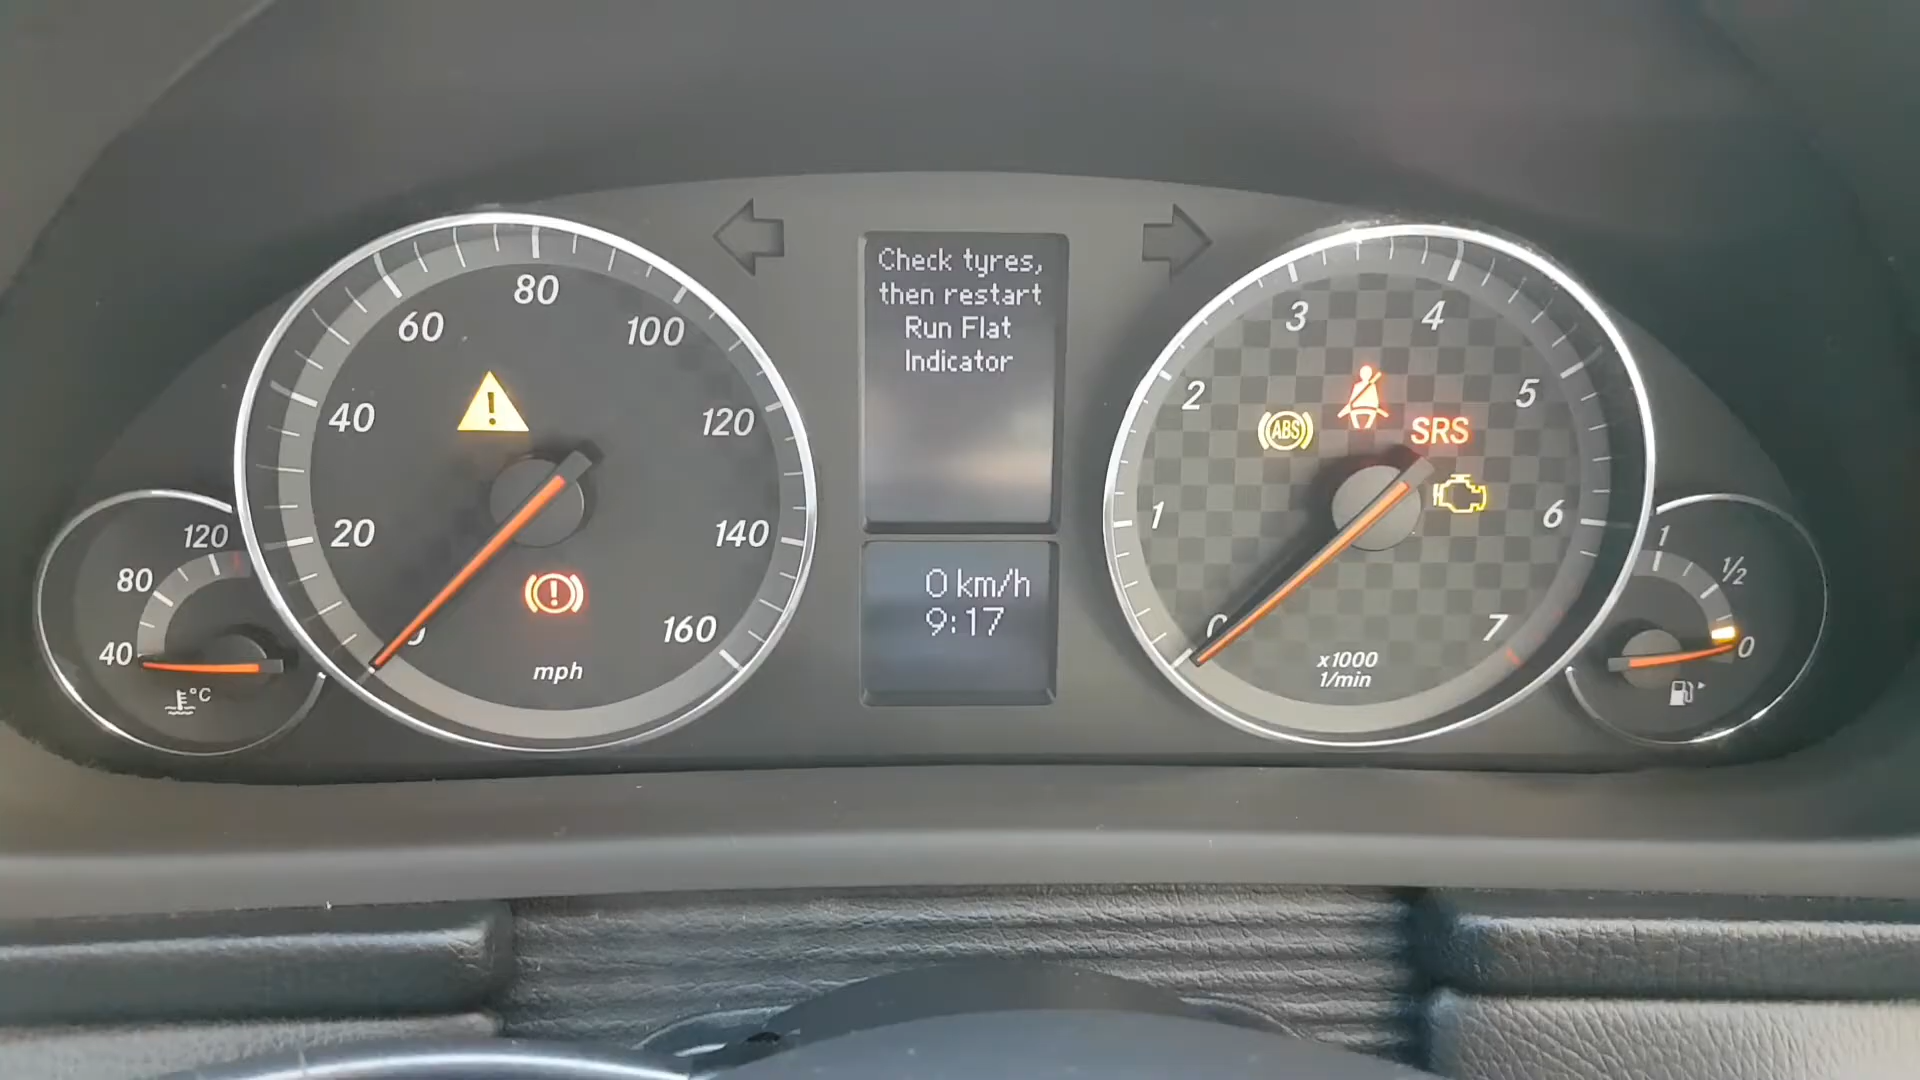 Check tyres,
then restart
Run Flat
Indicator
0 km/h
9:17
20
40
60
80
100
120
140
160
mph
40
80
120
°C
0
1
2
3
4
5
6
7
x1000
1/min
ABS
SRS
1
1/2
0